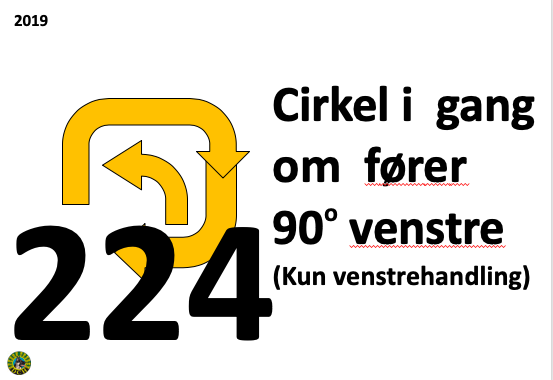 2019
Cirkel i gang
om fører
90° venstre
(Kun venstrehandling)
224